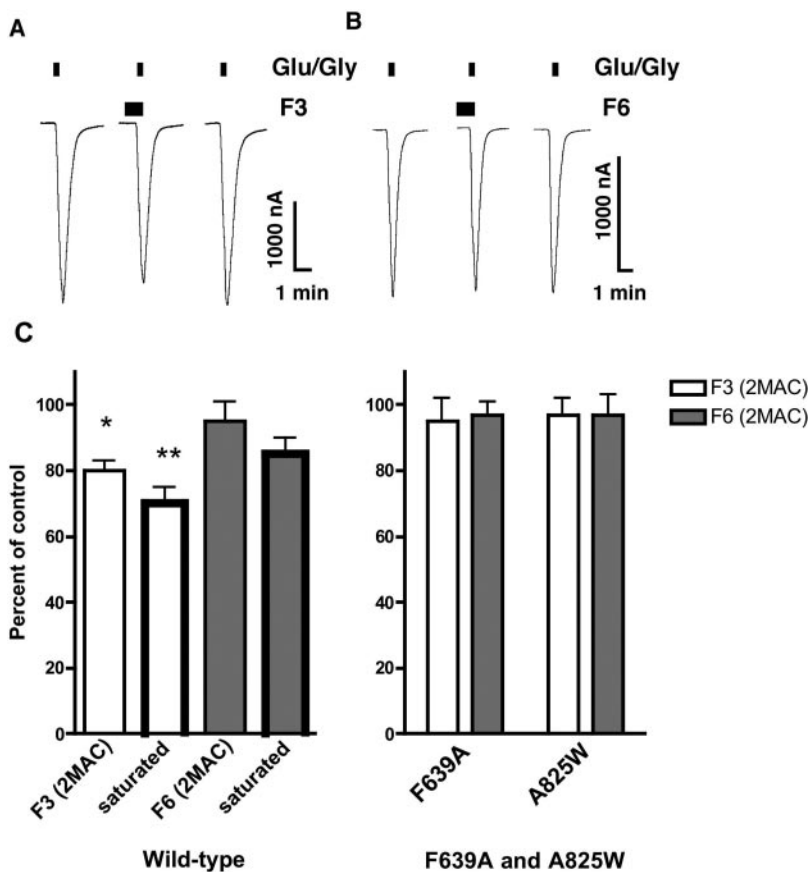 A
Glu/Gly
F3
1000 nA
1 min
B
Glu/Gly
F6
1000 nA
1 min
C
Percent of control
100
80
60
40
20
0
*
**
F3 (2MAC)
saturated
F6 (2MAC)
saturated
Wild-type
100
80
60
40
20
0
F639A
A825W
F639A and A825W
F3 (2MAC)
F6 (2MAC)